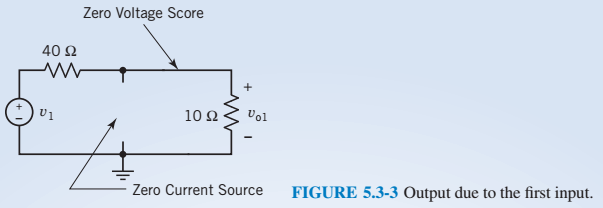 Zero Voltage Score
40 Ω
+
−
v1
10 Ω
+
vo1
−
Zero Current Source
FIGURE 5.3-3 Output due to the first input.